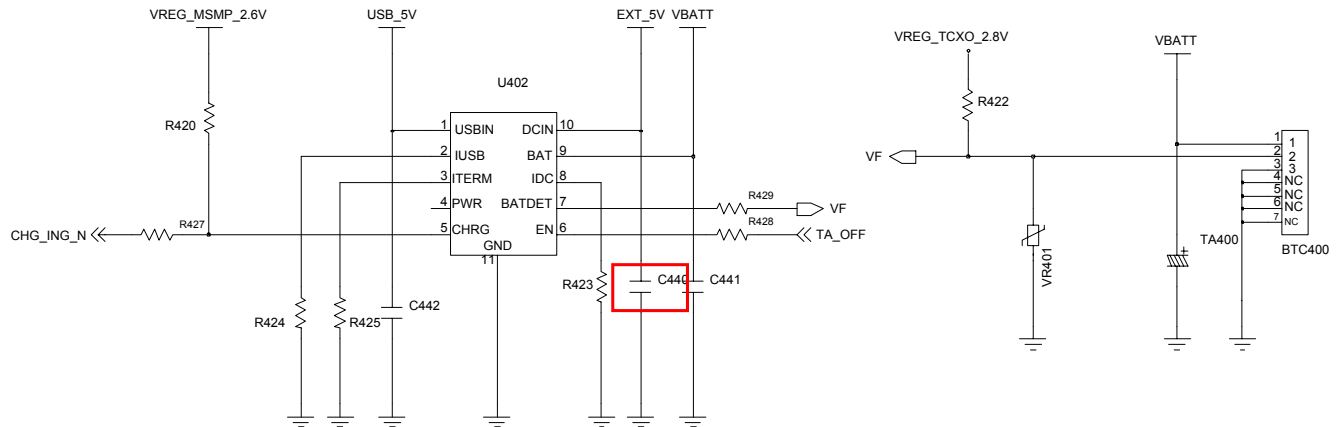 VREG_MSMP_2.6V
USB_5V
EXT_5V
VBATT
VREG_TCXO_2.8V
VBATT
U402
R420
R422
1
USBIN
DCIN
10
2
IUSB
BAT
9
3
ITERM
IDC
8
4
PWR
BATDET
7
5
CHRG
EN
6
GND
11
R429
VF
R428
TA_OFF
CHG_ING_N
R427
VF
1
1
2
2
3
3
4
NC
5
NC
6
NC
7
NC
TA400
BTC400
VR401
R423
C440
C441
C442
R424
R425